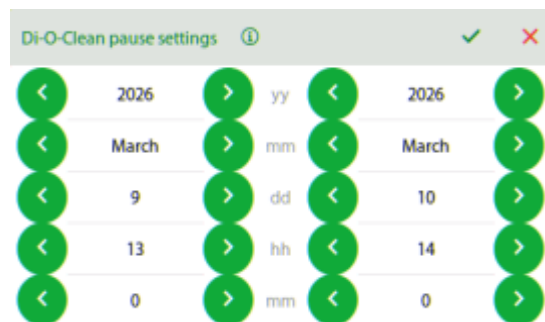 Di-O-Clean pause settings
2026 yy 2026
March mm March
9 dd 10
13 hh 14
0 mm 0